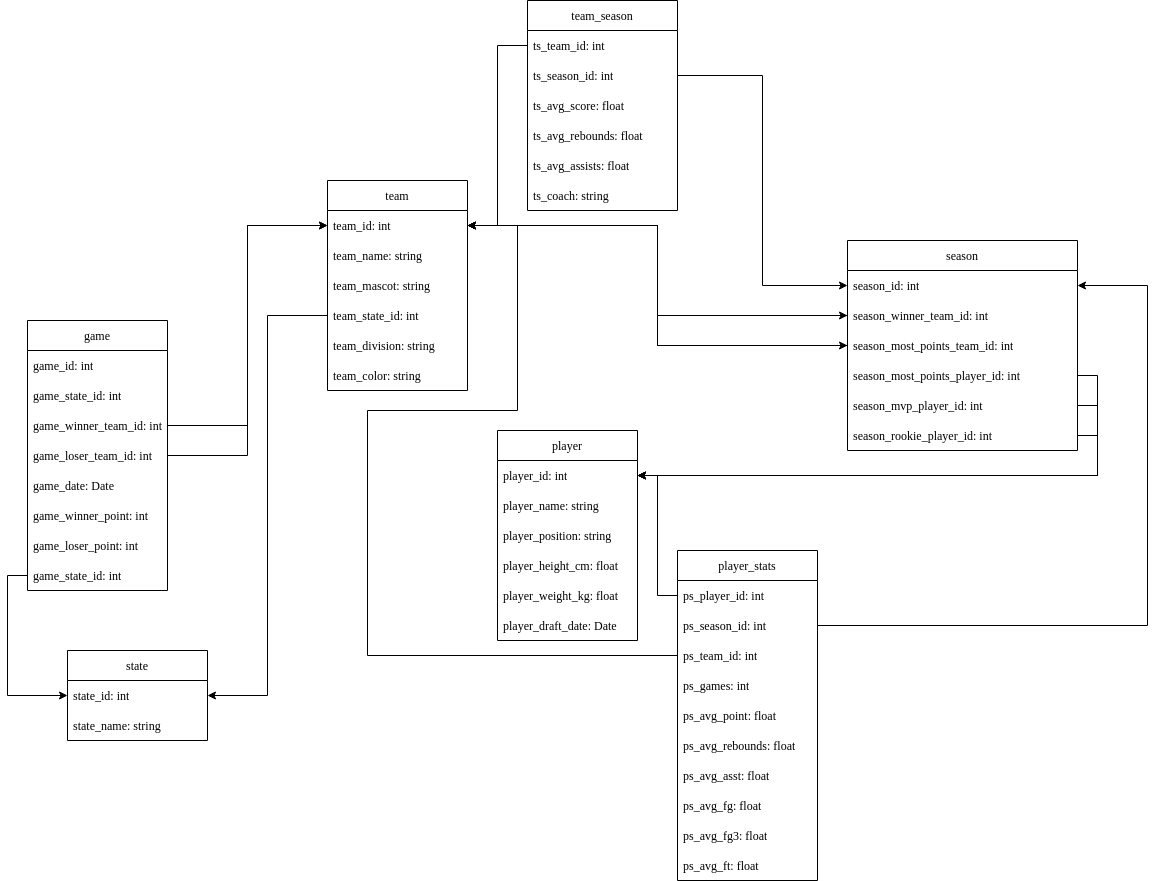 team_season
ts_team_id: int
ts_season_id: int
ts_avg_score: float
ts_avg_rebounds: float
ts_avg_assists: float
ts_coach: string
team
team_id: int
team_name: string
team_mascot: string
team_state_id: int
team_division: string
team_color: string
season
season_id: int
season_winner_team_id: int
season_most_points_team_id: int
season_most_points_player_id: int
season_mvp_player_id: int
season_rookie_player_id: int
game
game_id: int
game_state_id: int
game_winner_team_id: int
game_loser_team_id: int
game_date: Date
game_winner_point: int
game_loser_point: int
game_state_id: int
player
player_id: int
player_name: string
player_position: string
player_height_cm: float
player_weight_kg: float
player_draft_date: Date
player_stats
ps_player_id: int
ps_season_id: int
ps_team_id: int
ps_games: int
ps_avg_point: float
ps_avg_rebounds: float
ps_avg_asst: float
ps_avg_fg: float
ps_avg_fg3: float
ps_avg_ft: float
state
state_id: int
state_name: string